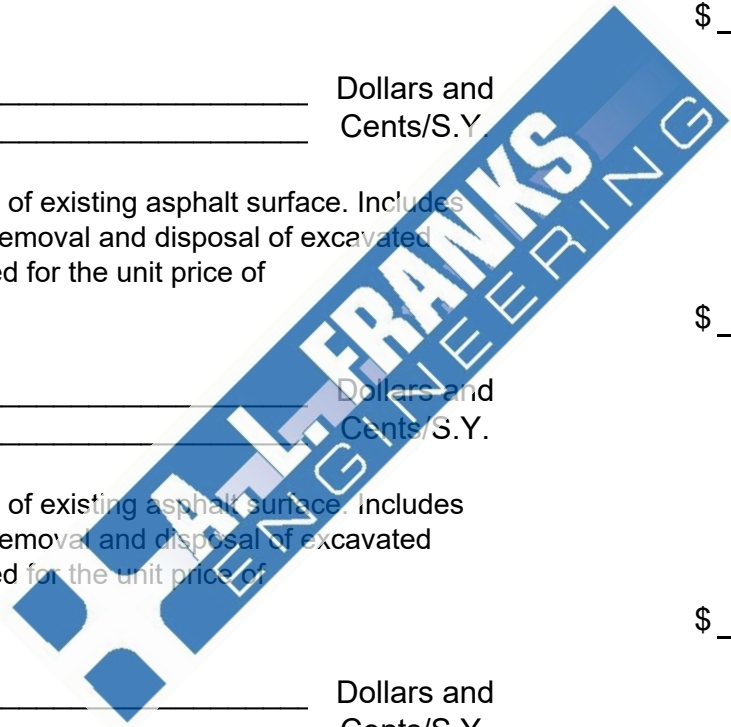 $
Dollars and
Cents/S.Y.
of existing asphalt surface. Includes
emoval and disposal of excavated
ed for the unit price of
$
Dollars and
Cents/S.Y.
of existing asphalt surface. Includes
emoval and disposal of excavated
ed for the unit price of
$
Dollars and
Cents/S.Y.
A. L. FRANKS
ENGINEERING